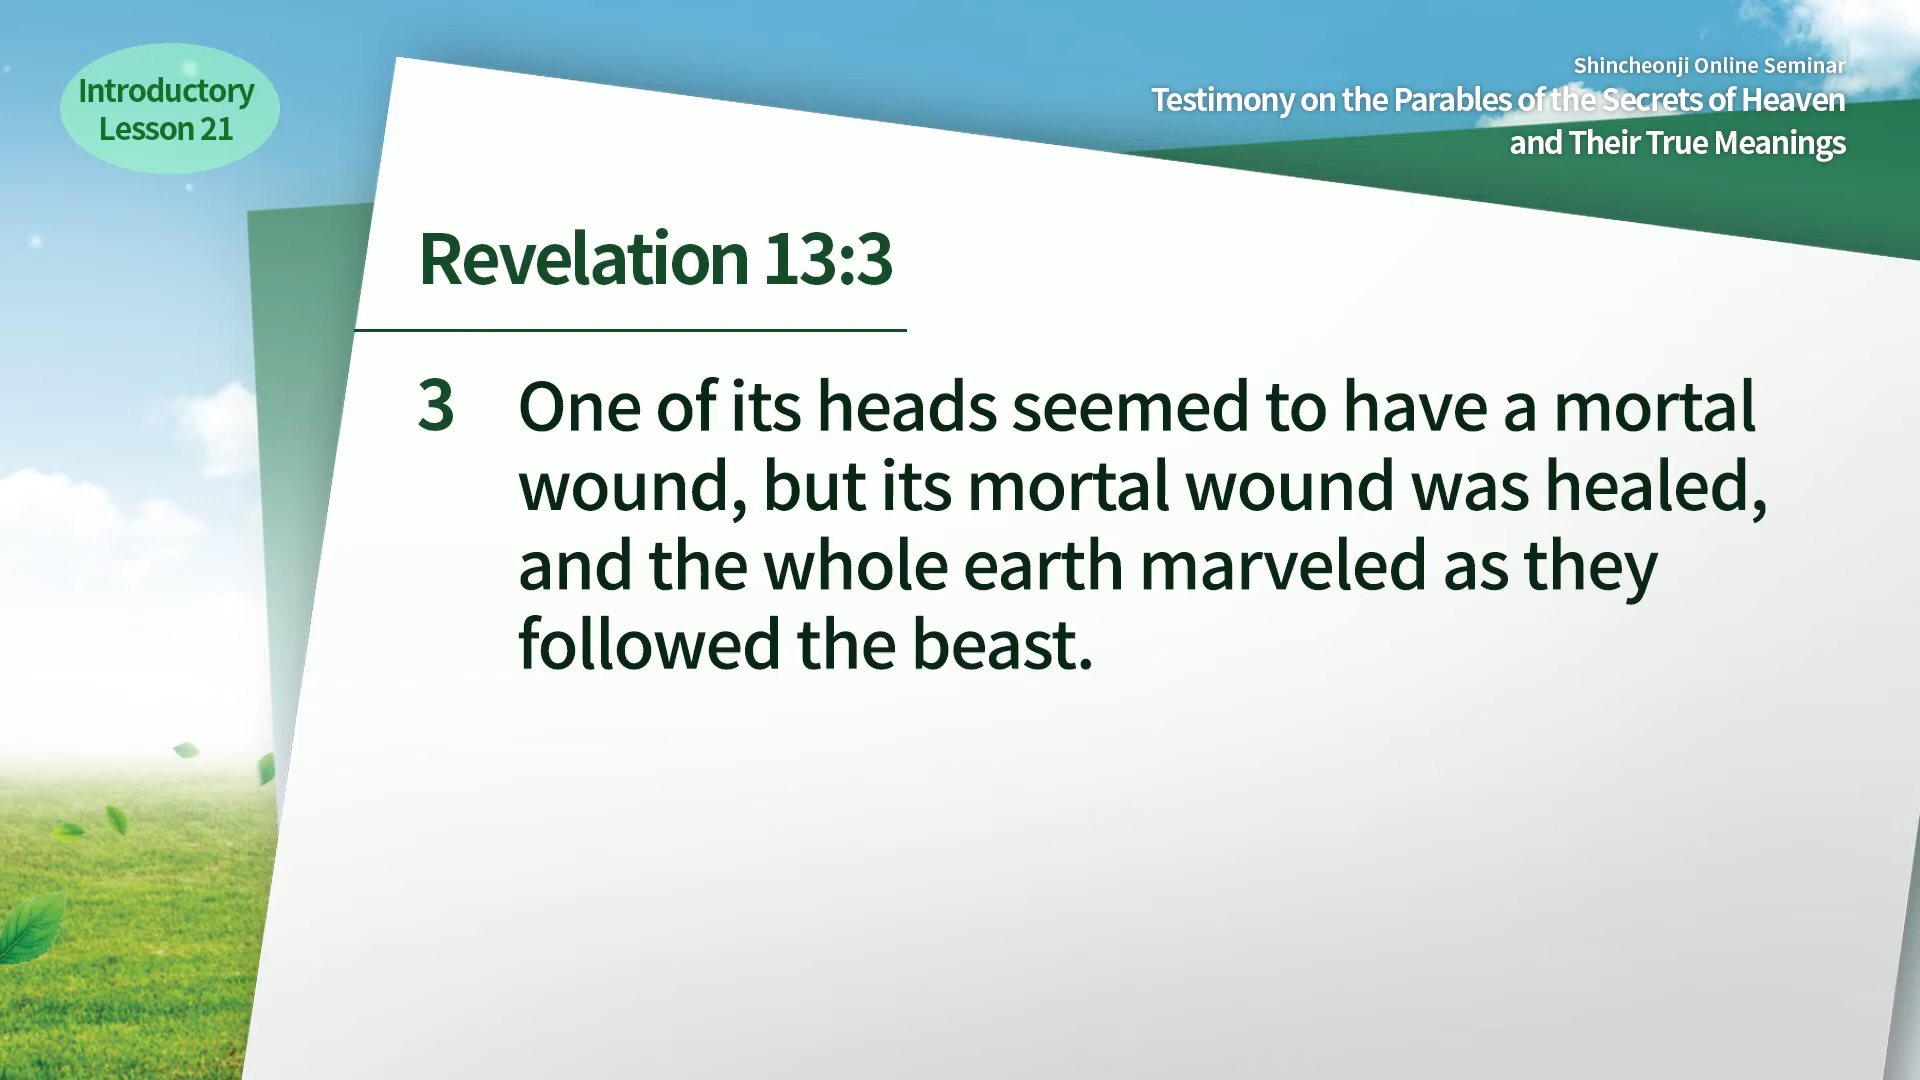 Introductory
Lesson 21
Shincheonji Online Seminar
Testimony on the Parables of the Secrets of Heaven
and Their True Meanings
Revelation 13:3
3 One of its heads seemed to have a mortal
wound, but its mortal wound was healed,
and the whole earth marveled as they
followed the beast.